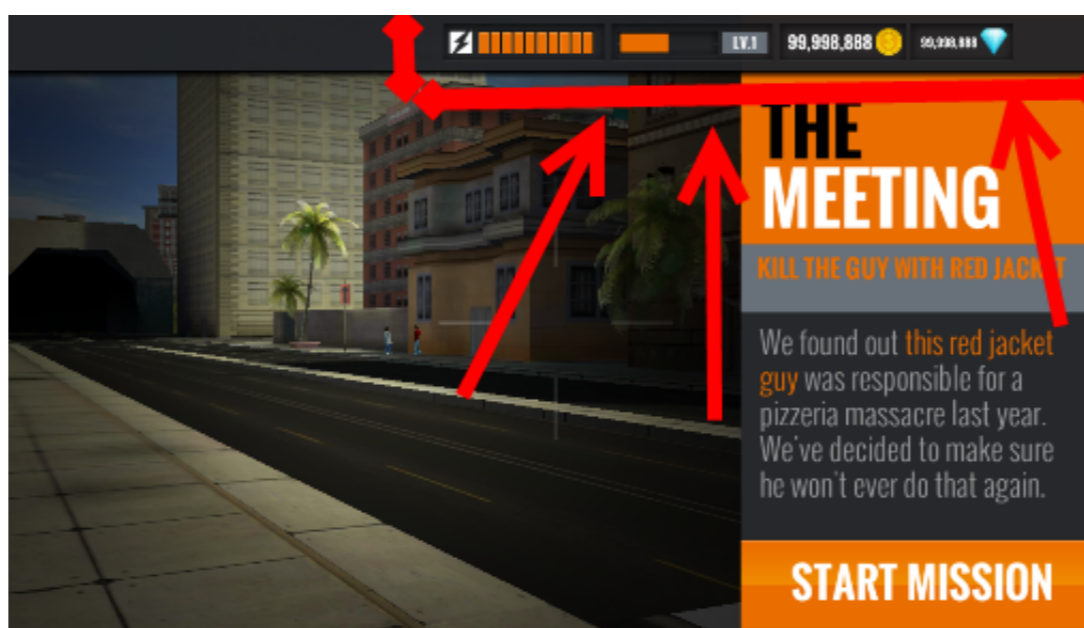 LV.1 99,998,888 99,998,888
THE
MEETING
KILL THE GUY WITH RED JACKET
We found out this red jacket
guy was responsible for a
pizzeria massacre last year.
We've decided to make sure
he won't ever do that again.
START MISSION